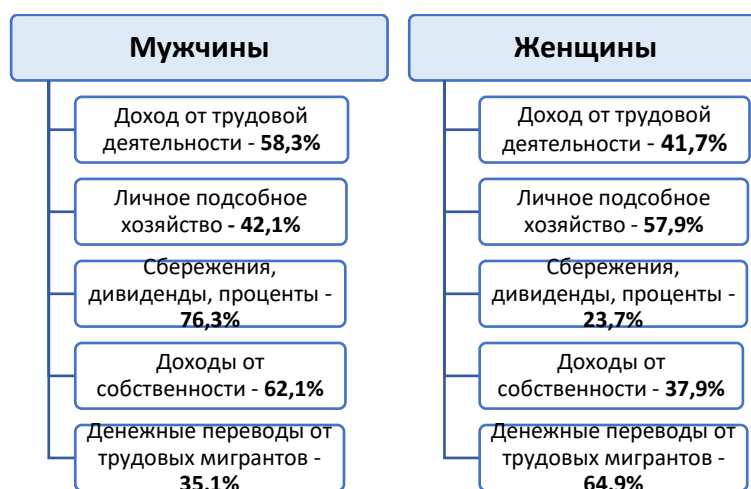 Мужчины
Доход от трудовой
деятельности - 58,3%
Личное подсобное
хозяйство - 42,1%
Сбережения,
дивиденды, проценты -
76,3%
Доходы от
собственности - 62,1%
Денежные переводы от
трудовых мигрантов -
35,1%
Женщины
Доход от трудовой
деятельности - 41,7%
Личное подсобное
хозяйство - 57,9%
Сбережения,
дивиденды, проценты -
23,7%
Доходы от
собственности - 37,9%
Денежные переводы от
трудовых мигрантов -
64,9%